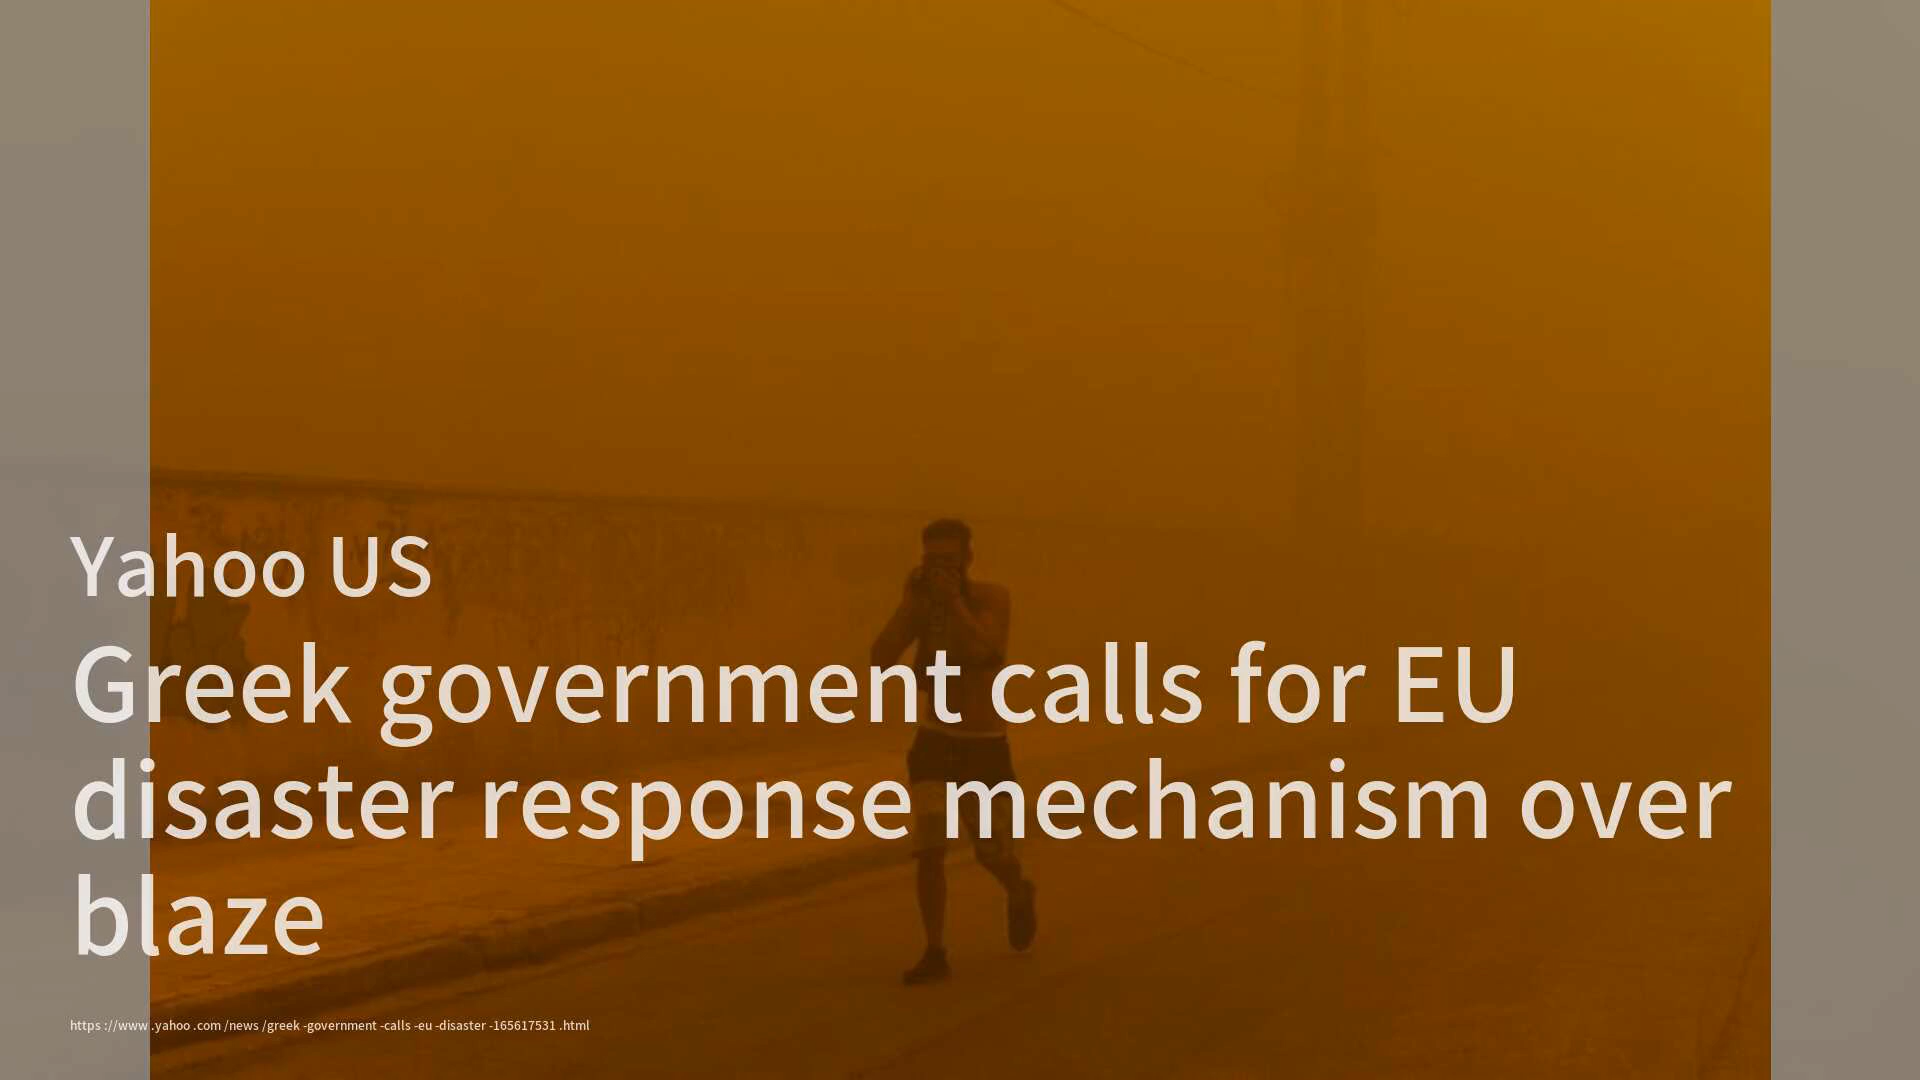 Yahoo US
Greek government calls for EU
disaster response mechanism over
blaze
https ://www .yahoo .com /news /greek -government -calls -eu -disaster -165617531 .html